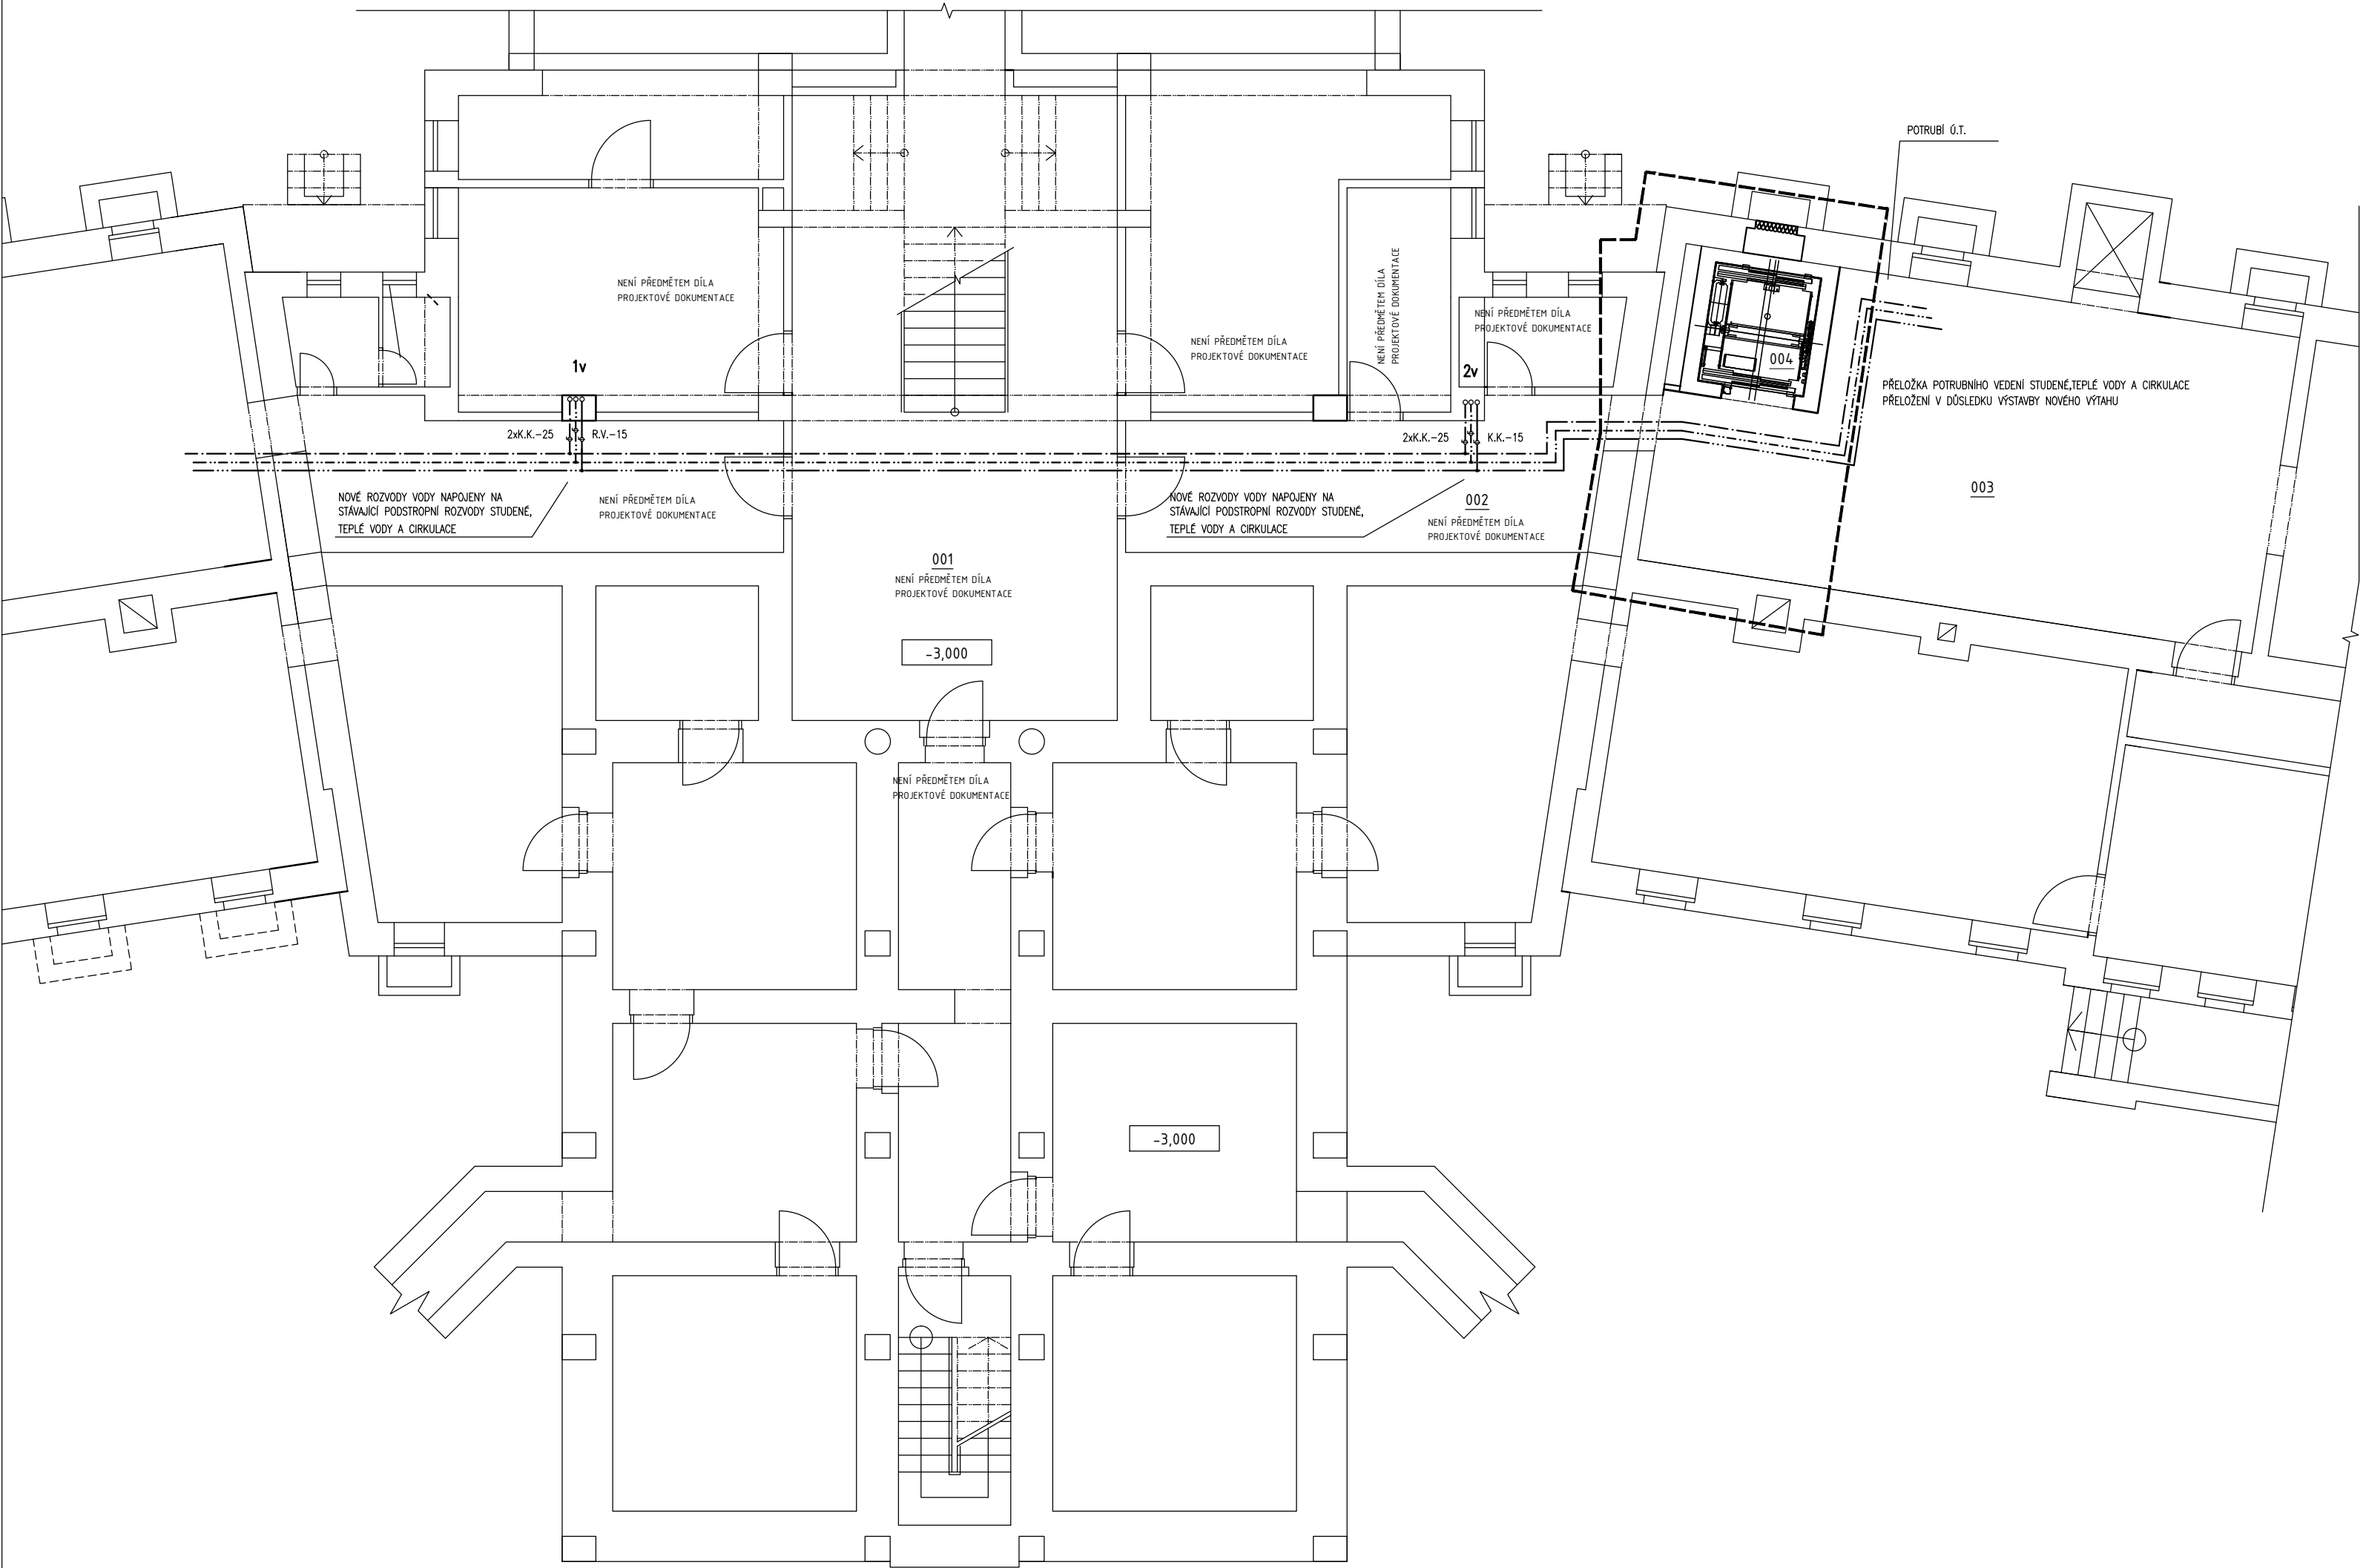 POTRUBÍ Ú.T.
NENÍ PŘEDMĚTEM DÍLA
PROJEKTOVÉ DOKUMENTACE
NENÍ PŘEDMĚTEM DÍLA
PROJEKTOVÉ DOKUMENTACE
NENÍ PŘEDMĚTEM DÍLA
PROJEKTOVÉ DOKUMENTACE
NENÍ PŘEDMĚTEM DÍLA
PROJEKTOVÉ DOKUMENTACE
004
1v
2v
PŘELOŽKA POTRUBNIHO VEDENÍ STUDENÉ,TEPLÉ VODY A CIRKULACE
PŘELOŽENÍ V DŮSLEDKU VÝSTAVBY NOVÉHO VÝTAHU
2xK.K.-25
R.V.-15
2xK.K.-25
K.K.-15
NOVÉ ROZVODY VODY NAPOJENY NA
STÁVAJÍCÍ PODSTROPNÍ ROZVODY STUDENÉ,
TEPLÉ VODY A CIRKULACE
NENÍ PŘEDMĚTEM DÍLA
PROJEKTOVÉ DOKUMENTACE
NOVÉ ROZVODY VODY NAPOJENY NA
STÁVAJÍCÍ PODSTROPNÍ ROZVODY STUDENÉ,
TEPLÉ VODY A CIRKULACE
002
NENÍ PŘEDMĚTEM DÍLA
PROJEKTOVÉ DOKUMENTACE
003
001
NENÍ PŘEDMĚTEM DÍLA
PROJEKTOVÉ DOKUMENTACE
-3,000
NENÍ PŘEDMĚTEM DÍLA
PROJEKTOVÉ DOKUMENTACE
-3,000